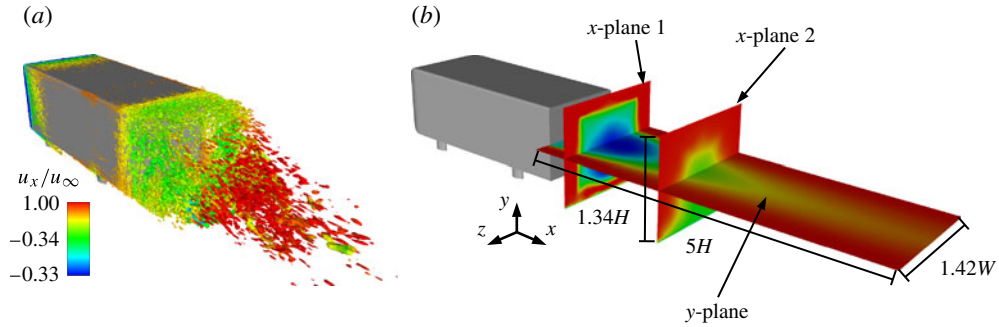 (a)
(b)
x-plane 1
x-plane 2
u_x/u_∞
1.00
–0.34
–0.33
y
z
x
1.34H
5H
1.42W
y-plane